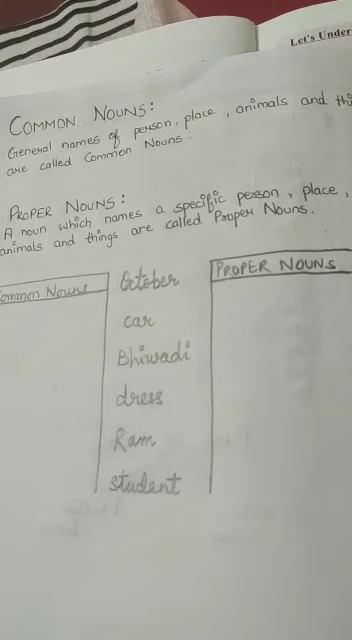 Let's Under
COMMON NOUNS:
General names of person, place, animals and thi
are called Common Nouns.
PROPER NOUNS:
A noun which names a specific person, place,
animals and things are called Proper Nouns.
ommon Nouns
October
PROPER NOUNS
car
Bhiwadi
dress
Ram
student